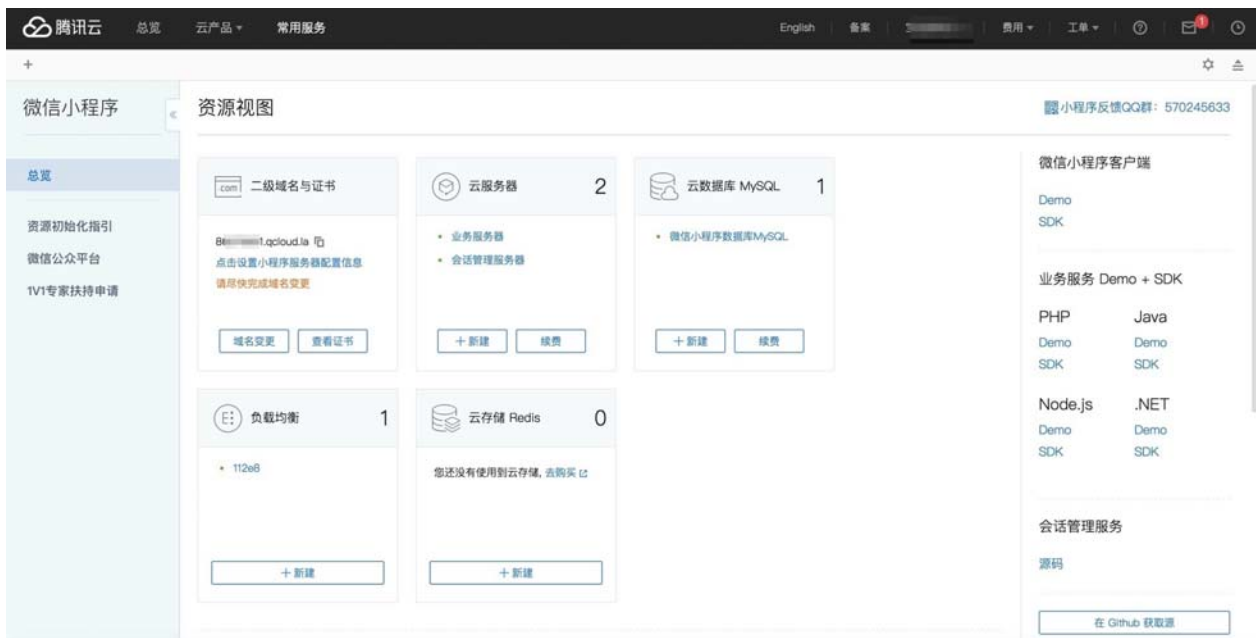 腾讯云 总览 云产品 常用服务 English 备案 费用 工单 1
微信小程序
总览
资源初始化指引
微信公众平台
1V1专家扶持申请
资源视图
小程序反馈QQ群：570245633
.com 二级域名与证书
1.qcloud.la
点击设置小程序服务器配置信息
请尽快完成域名变更
域名变更 查看证书
云服务器 2
• 业务服务器
• 会话管理服务器
+新建 续费
云数据库 MySQL 1
• 微信小程序数据库MySQL
+新建 续费
负载均衡 1
• 112e6
+新建
云存储 Redis 0
您还没有使用到云存储, 去购买
+新建
微信小程序客户端
Demo
SDK
业务服务 Demo + SDK
PHP Java
Demo Demo
SDK SDK
Node.js .NET
Demo Demo
SDK SDK
会话管理服务
源码
在 Github 获取源